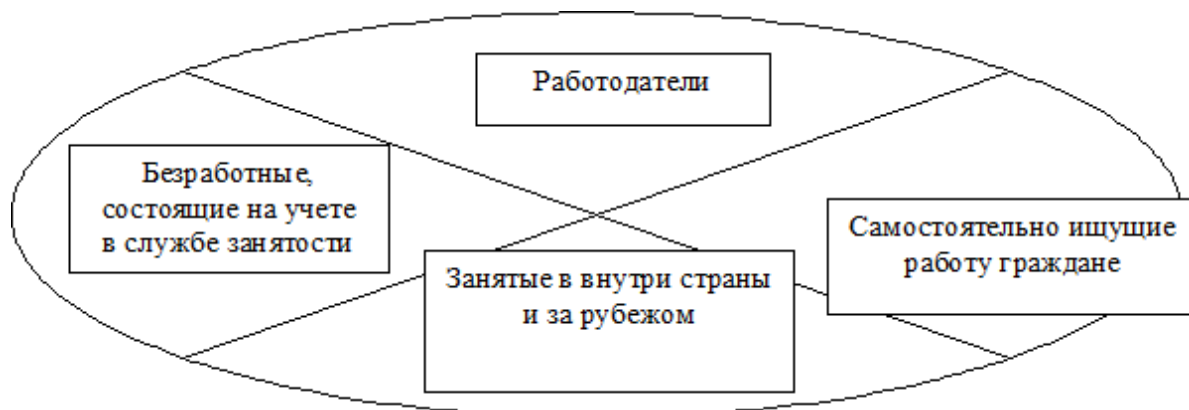 Работодатели
Безработные,
состоящие на учете
в службе занятости
Самостоятельно ищущие
работу граждане
Занятые в внутри страны
и за рубежом